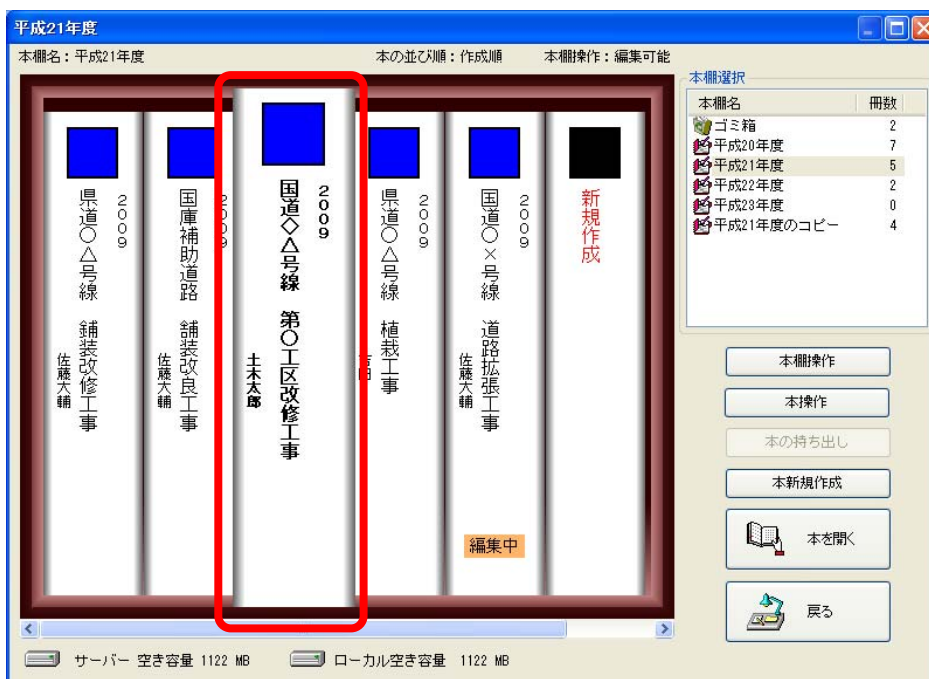 平成21年度
本棚名：平成21年度 本の並び順：作成順 本棚操作：編集可能
2009
県道〇△号線 舗装改修工事
佐藤大輔
2009
国庫補助道路 舗装改良工事
佐藤大輔
2009
国道◇△号線 第〇工区改修工事
土木太郎
2009
県道〇△号線 植栽工事
2009
国道〇×号線 道路拡張工事
佐藤大輔
編集中
新規作成
本棚選択
本棚名 冊数
ゴミ箱 2
平成20年度 7
平成21年度 5
平成22年度 2
平成23年度 0
平成21年度のコピー 4
本棚操作
本操作
本の持ち出し
本新規作成
本を開く
戻る
サーバー 空き容量 1122 MB ローカル空き容量 1122 MB